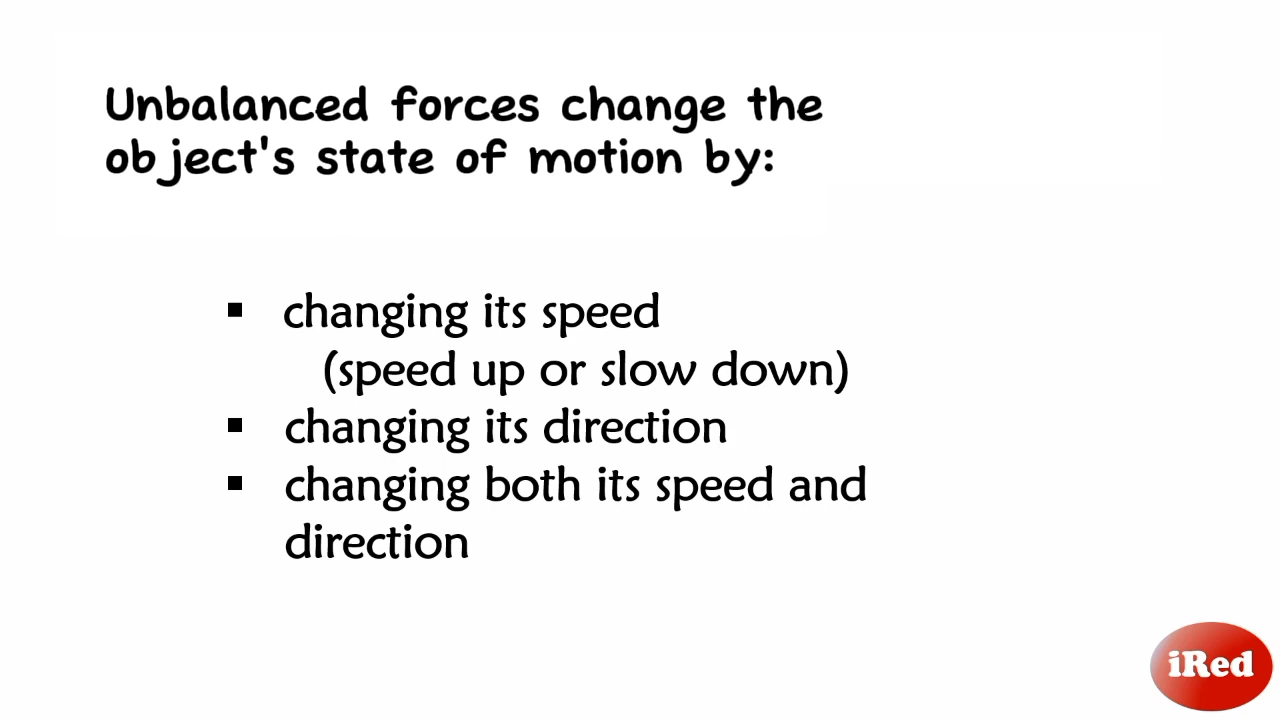 Unbalanced forces change the
object's state of motion by:
▪ changing its speed
(speed up or slow down)
▪ changing its direction
▪ changing both its speed and
direction
iRed